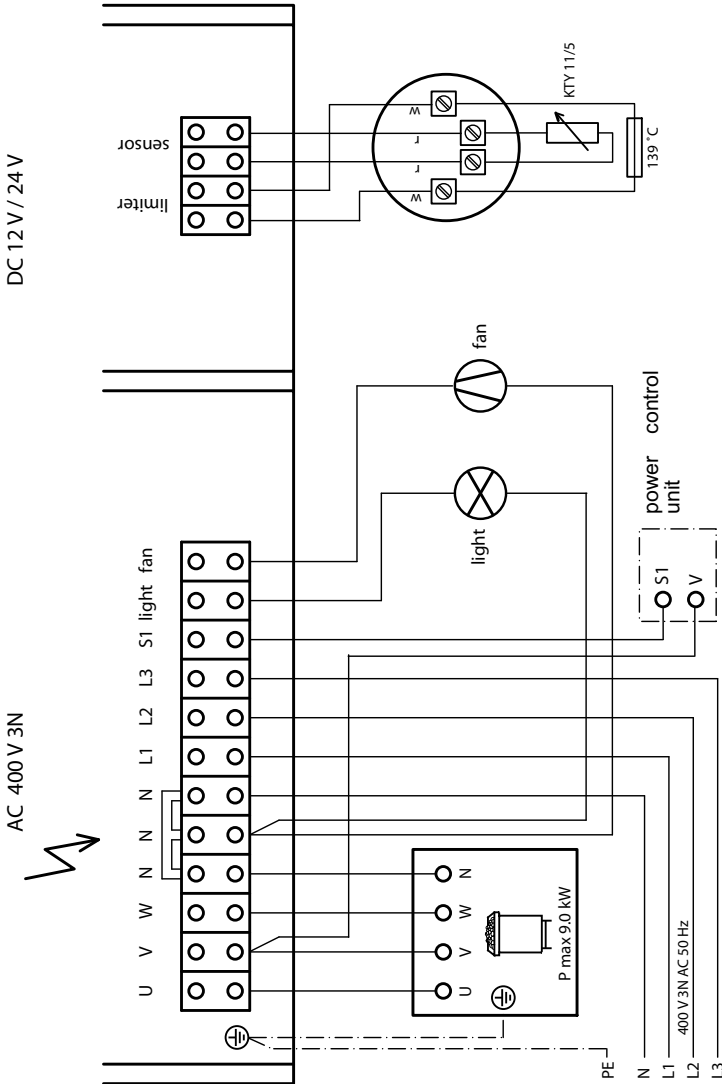 AC 400 V 3N
DC 12 V / 24 V
U V W N N N L1 L2 L3 S1 light fan
limiter
sensor
w
r
r
w
KTY 11/5
139 °C
light
fan
power control
unit
S1
V
U V W N
P max 9.0 kW
PE
N
L1
400 V 3N AC 50 Hz
L2
L3